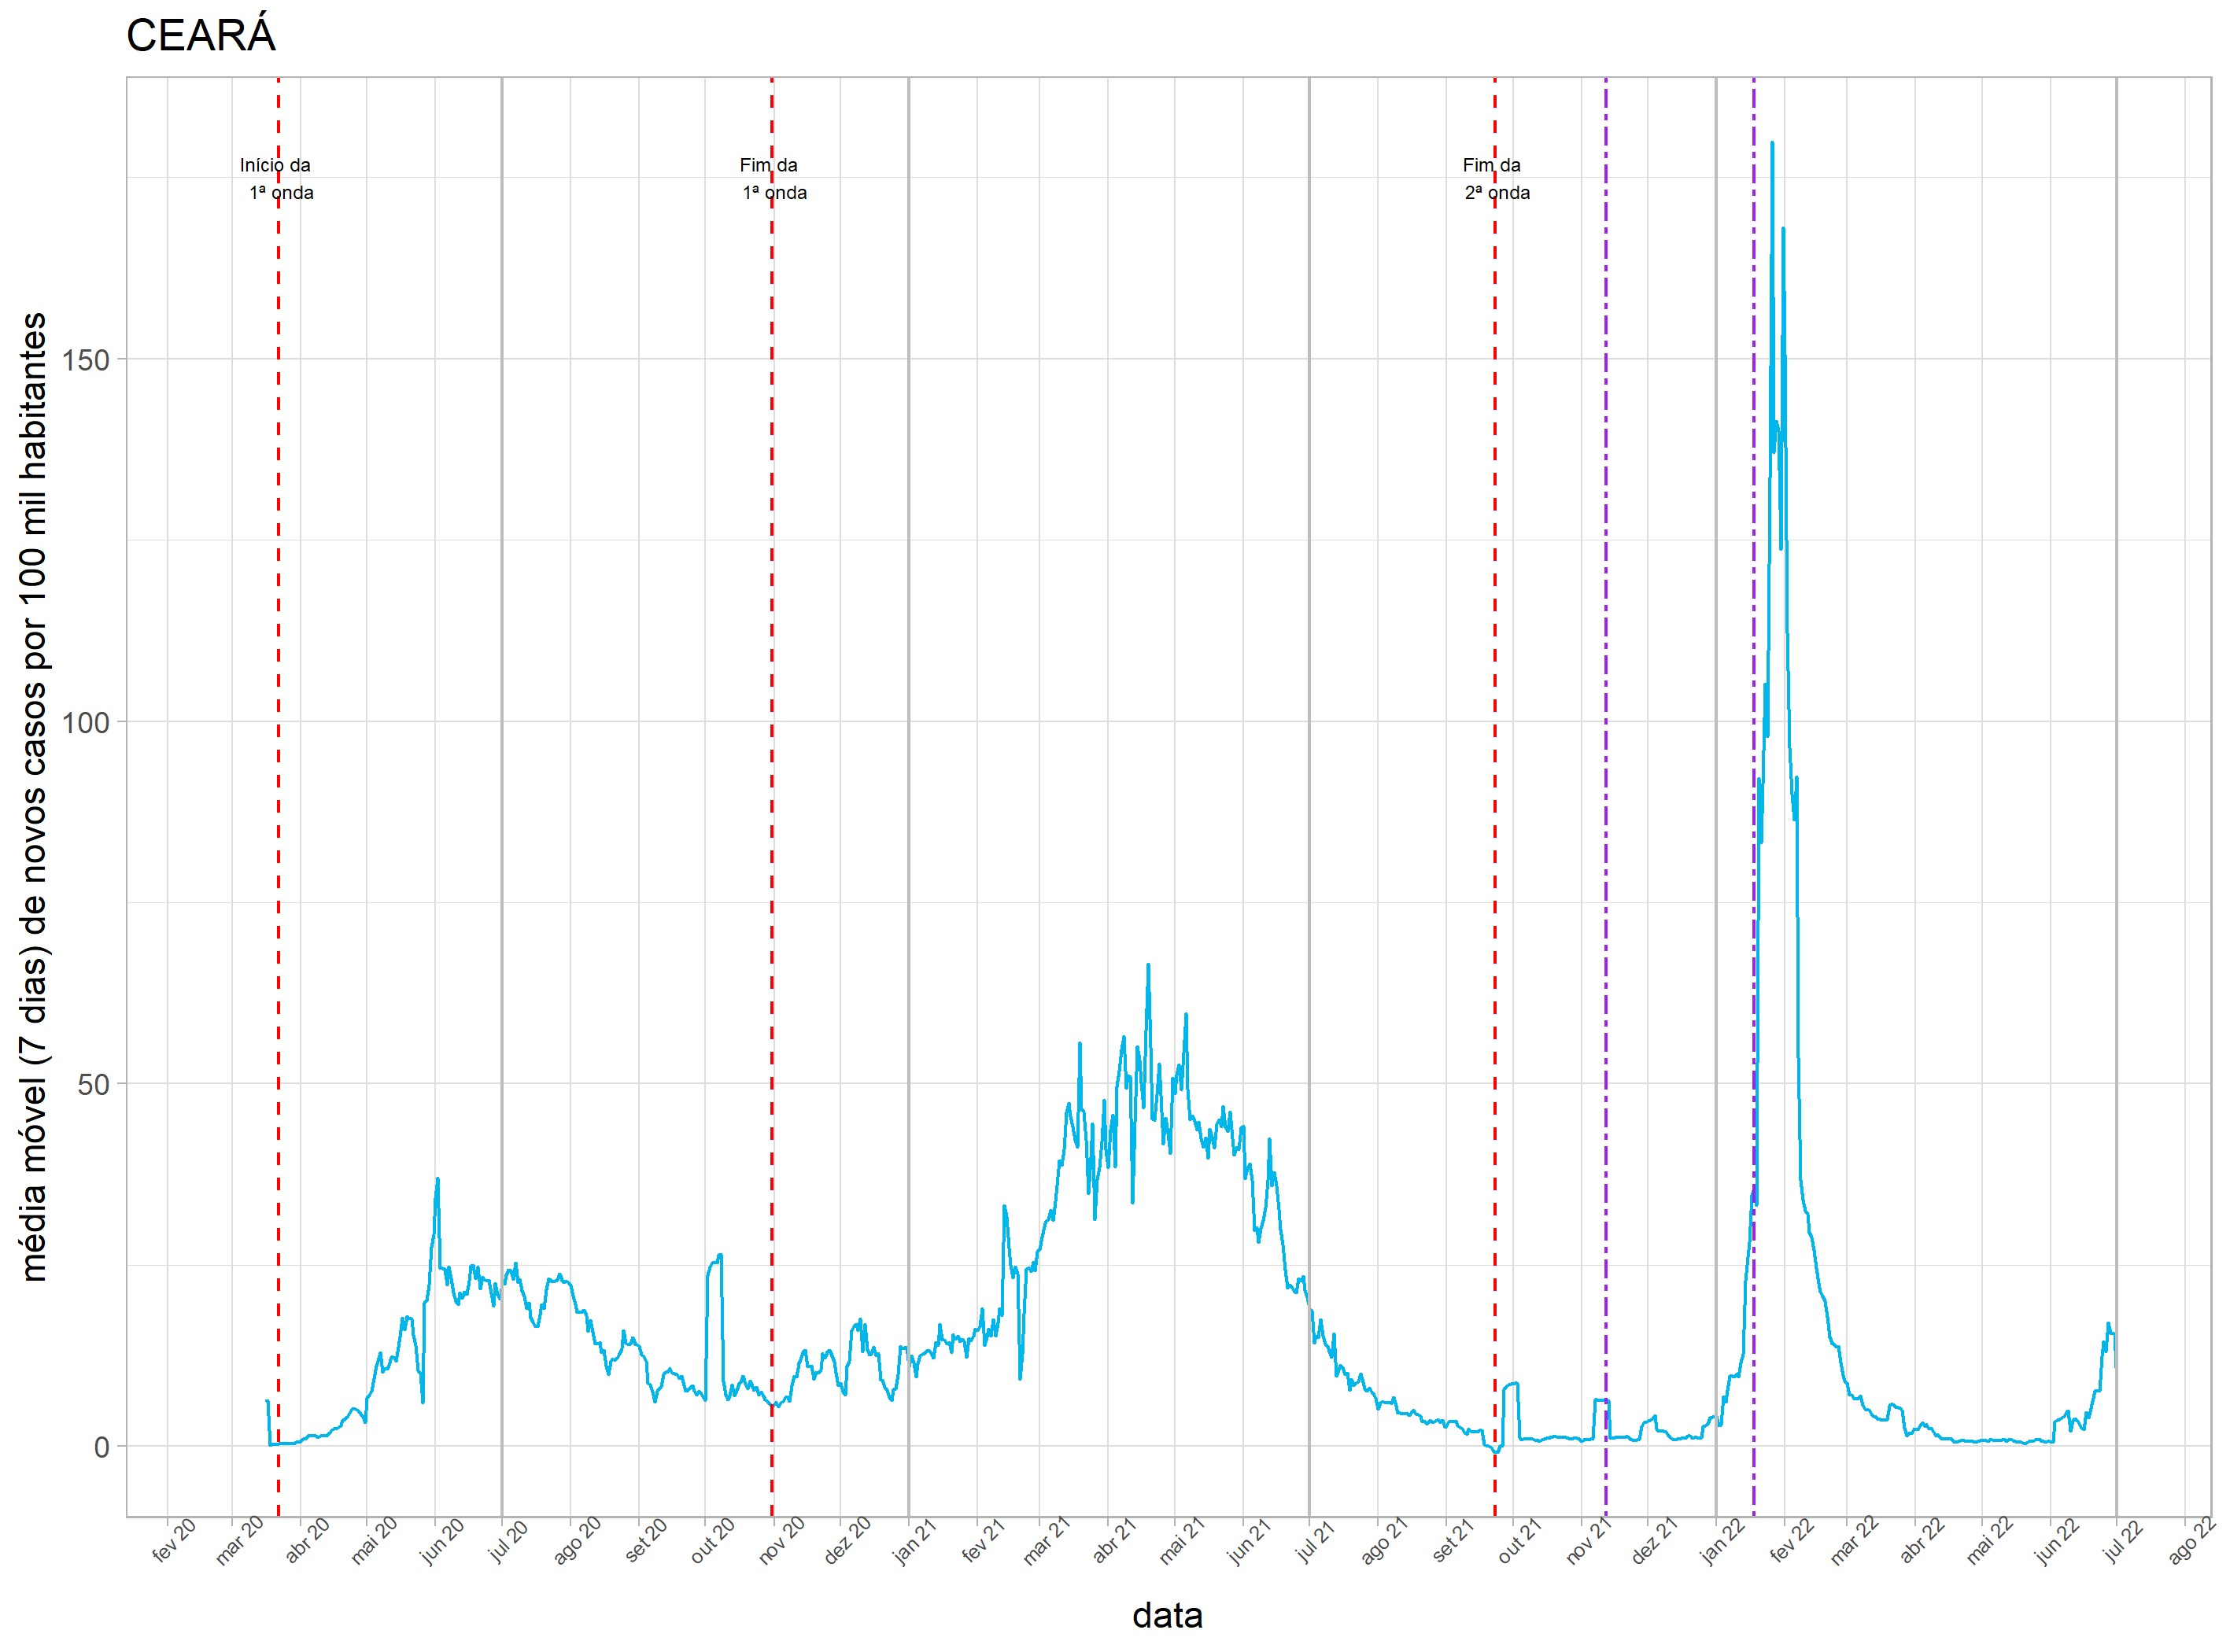 CEARÁ
média móvel (7 dias) de novos casos por 100 mil habitantes
150
100
50
0
Início da
1ª onda
Fim da
1ª onda
Fim da
2ª onda
fev 20
mar 20
abr 20
mai 20
jun 20
jul 20
ago 20
set 20
out 20
nov 20
dez 20
jan 21
fev 21
mar 21
abr 21
mai 21
jun 21
jul 21
ago 21
set 21
out 21
nov 21
dez 21
jan 22
fev 22
mar 22
abr 22
mai 22
jun 22
jul 22
ago 22
data